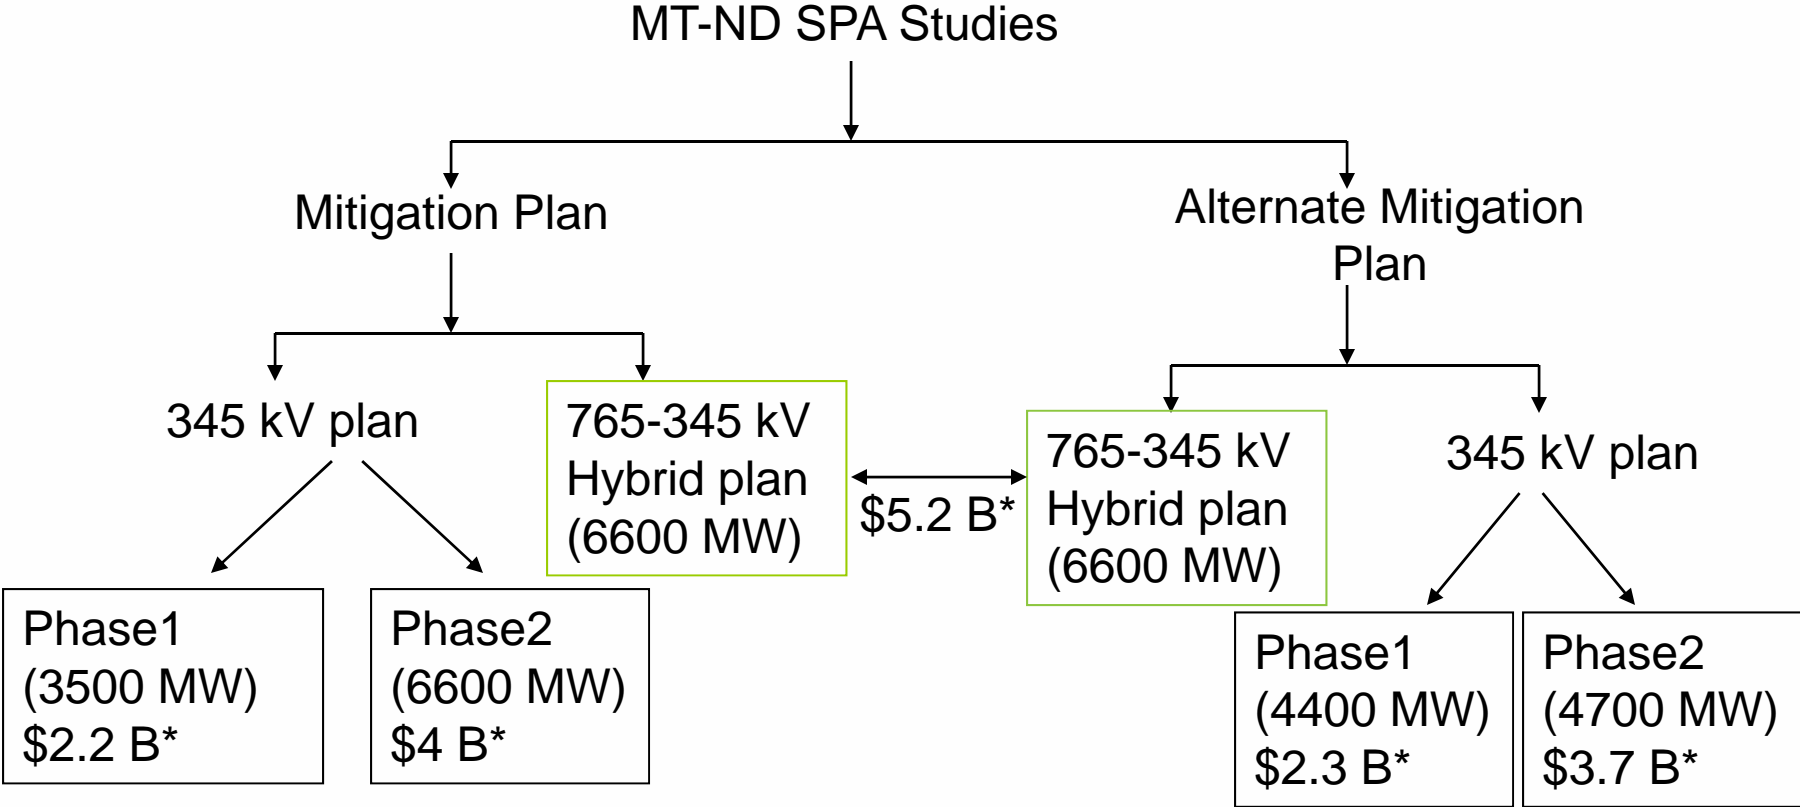 MT-ND SPA Studies
Mitigation Plan
Alternate Mitigation
Plan
345 kV plan
765-345 kV
Hybrid plan
(6600 MW)
$5.2 B*
765-345 kV
Hybrid plan
(6600 MW)
345 kV plan
Phase1
(3500 MW)
$2.2 B*
Phase2
(6600 MW)
$4 B*
Phase1
(4400 MW)
$2.3 B*
Phase2
(4700 MW)
$3.7 B*